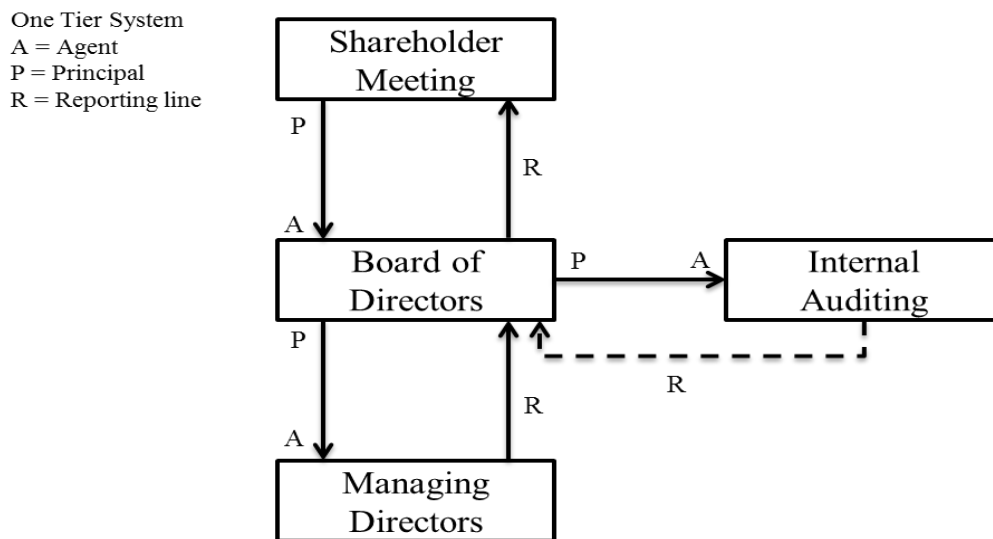 One Tier System
A = Agent
P = Principal
R = Reporting line
Shareholder
Meeting
P
R
A
Board of
Directors
P
A
Internal
Auditing
P
R
R
A
Managing
Directors